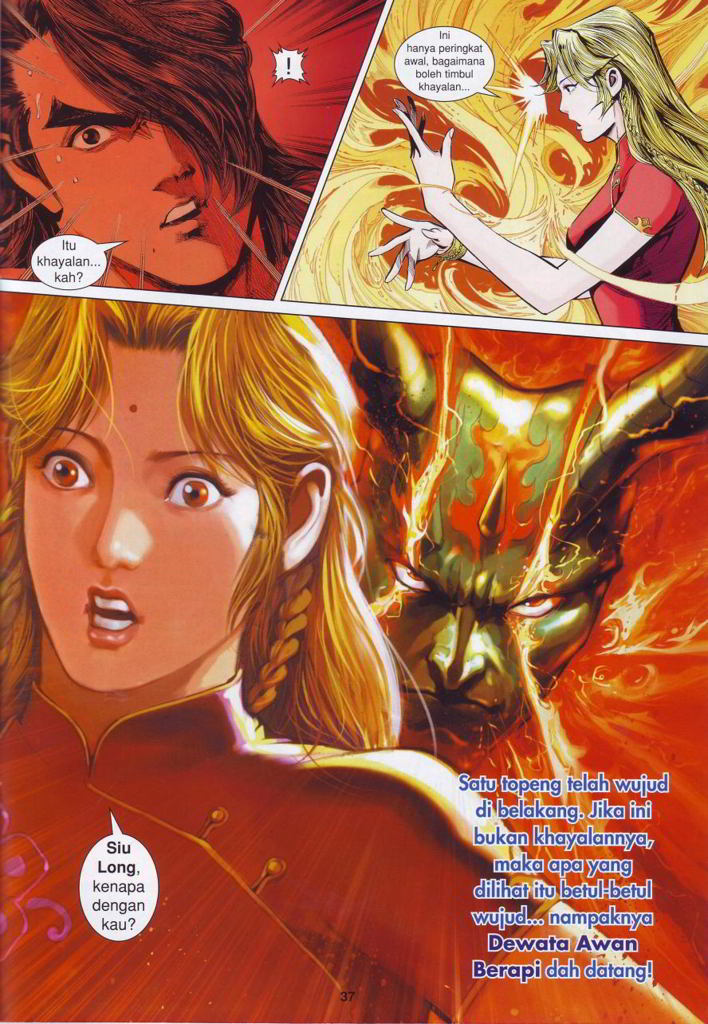 !
Itu
khayalan...
kah?
Ini
hanya peringkat
awal, bagaimana
boleh timbul
khayalan...
Siu
Long,
kenapa
dengan
kau?
Satu topeng telah wujud
di belakang. Jika ini
bukan khayalannya,
maka apa yang
dilihat itu betul-betul
wujud... nampaknya
Dewata Awan
Berapi dah datang!
37